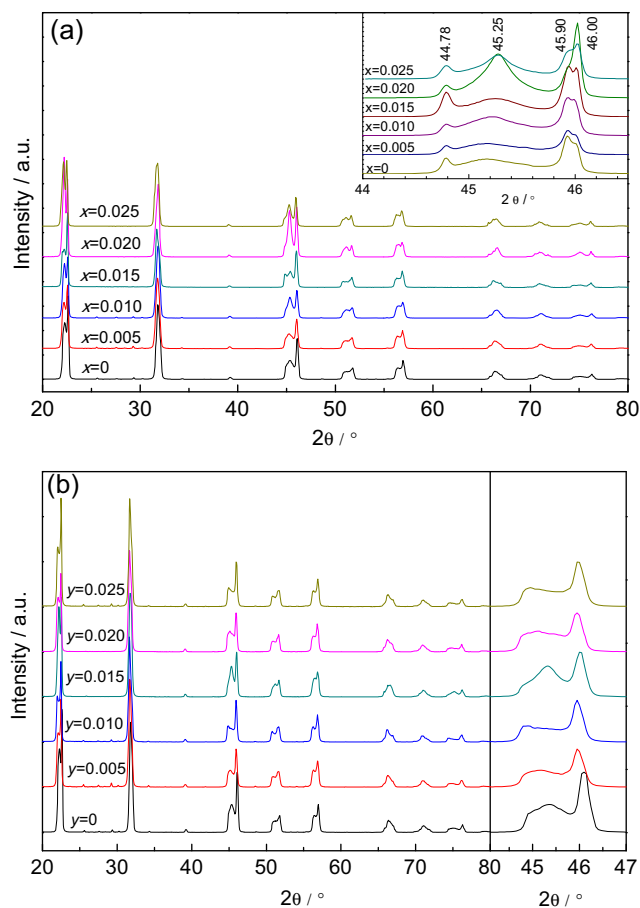 (a)
44.78
45.25
45.90
46.00
x=0.025
x=0.020
x=0.015
x=0.010
x=0.005
x=0
44 45 46
2 θ / °
x=0.025
x=0.020
x=0.015
x=0.010
x=0.005
x=0
Intensity / a.u.
20 30 40 50 60 70 80
2θ / °
(b)
y=0.025
y=0.020
y=0.015
y=0.010
y=0.005
y=0
Intensity / a.u.
20 30 40 50 60 70 80 45 46 47
2θ / ° 2θ / °